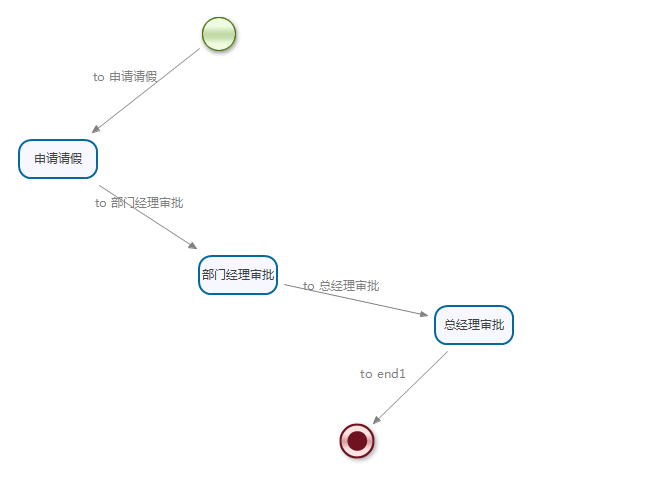 to 申请请假
申请请假
to 部门经理审批
部门经理审批
to 总经理审批
总经理审批
to end1